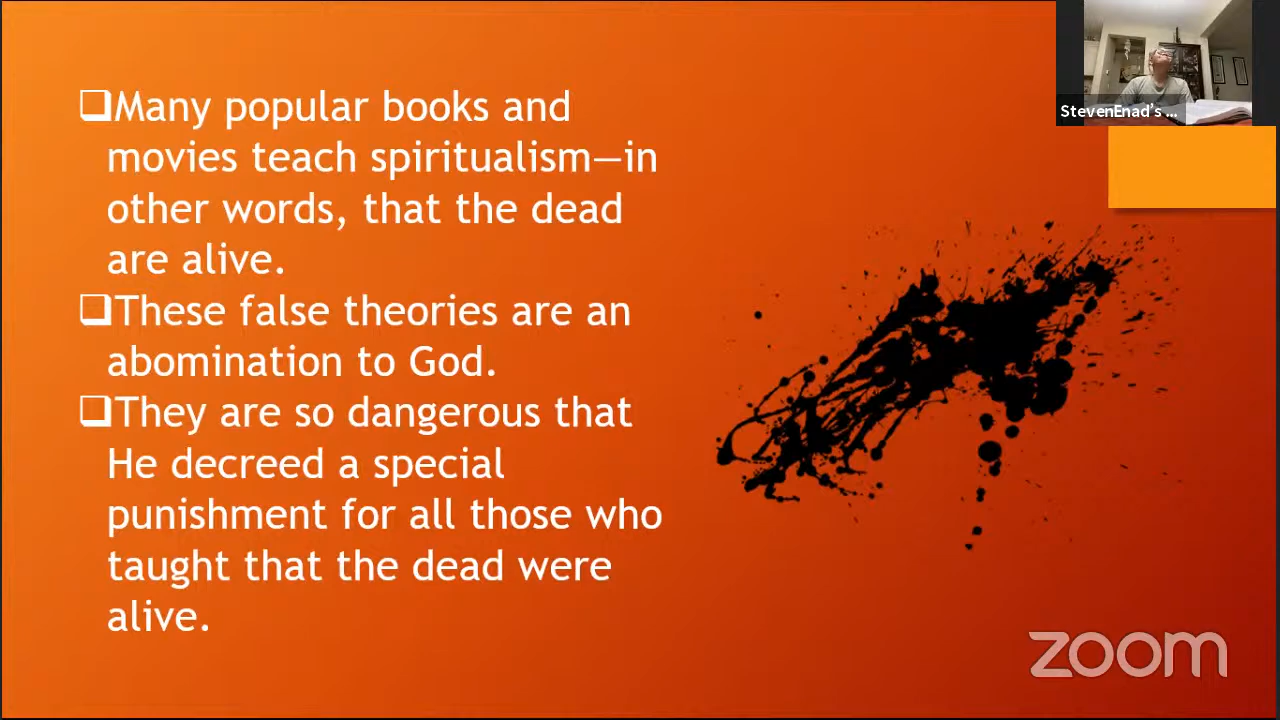 ❑Many popular books and
movies teach spiritualism—in
other words, that the dead
are alive.
❑These false theories are an
abomination to God.
❑They are so dangerous that
He decreed a special
punishment for all those who
taught that the dead were
alive.
StevenEnad’s ...
zoom